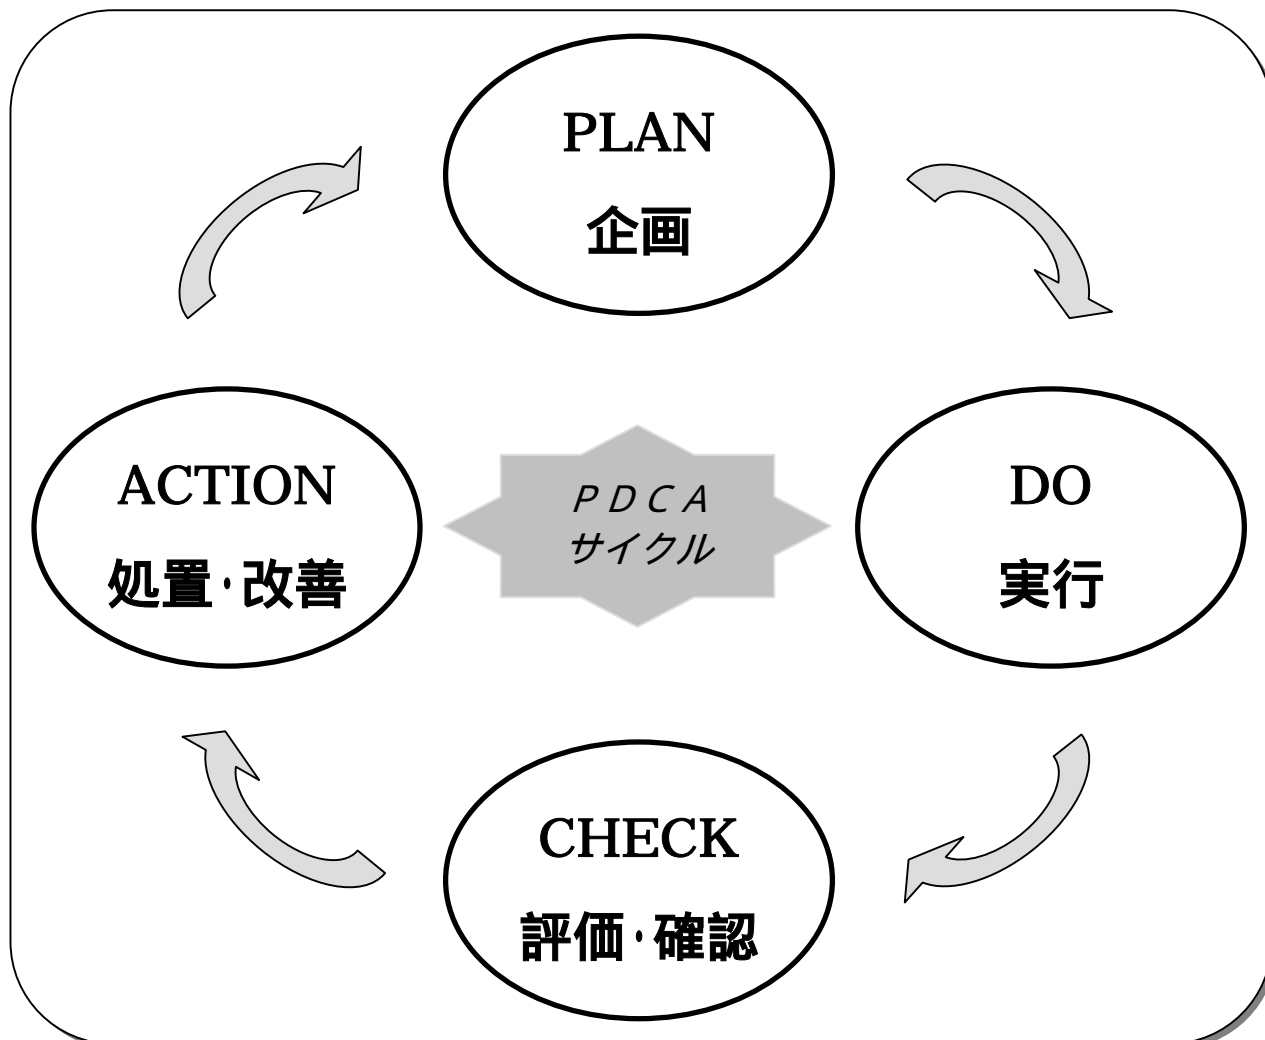 PLAN
企画
ACTION
処置・改善
ＰＤＣＡ
サイクル
DO
実行
CHECK
評価・確認